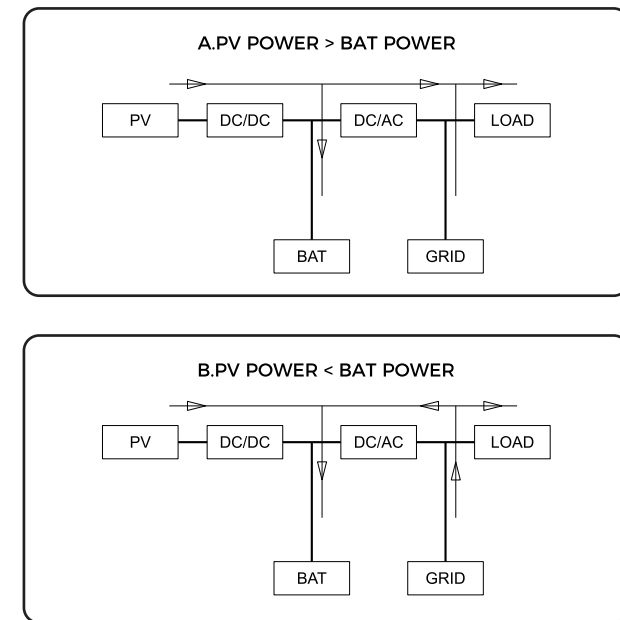 A.PV POWER > BAT POWER
PV DC/DC DC/AC LOAD
BAT GRID
B.PV POWER < BAT POWER
PV DC/DC DC/AC LOAD
BAT GRID